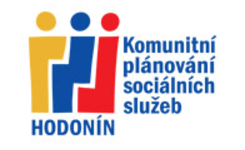 Komunitní
plánování
sociálních
služeb
HODONÍN